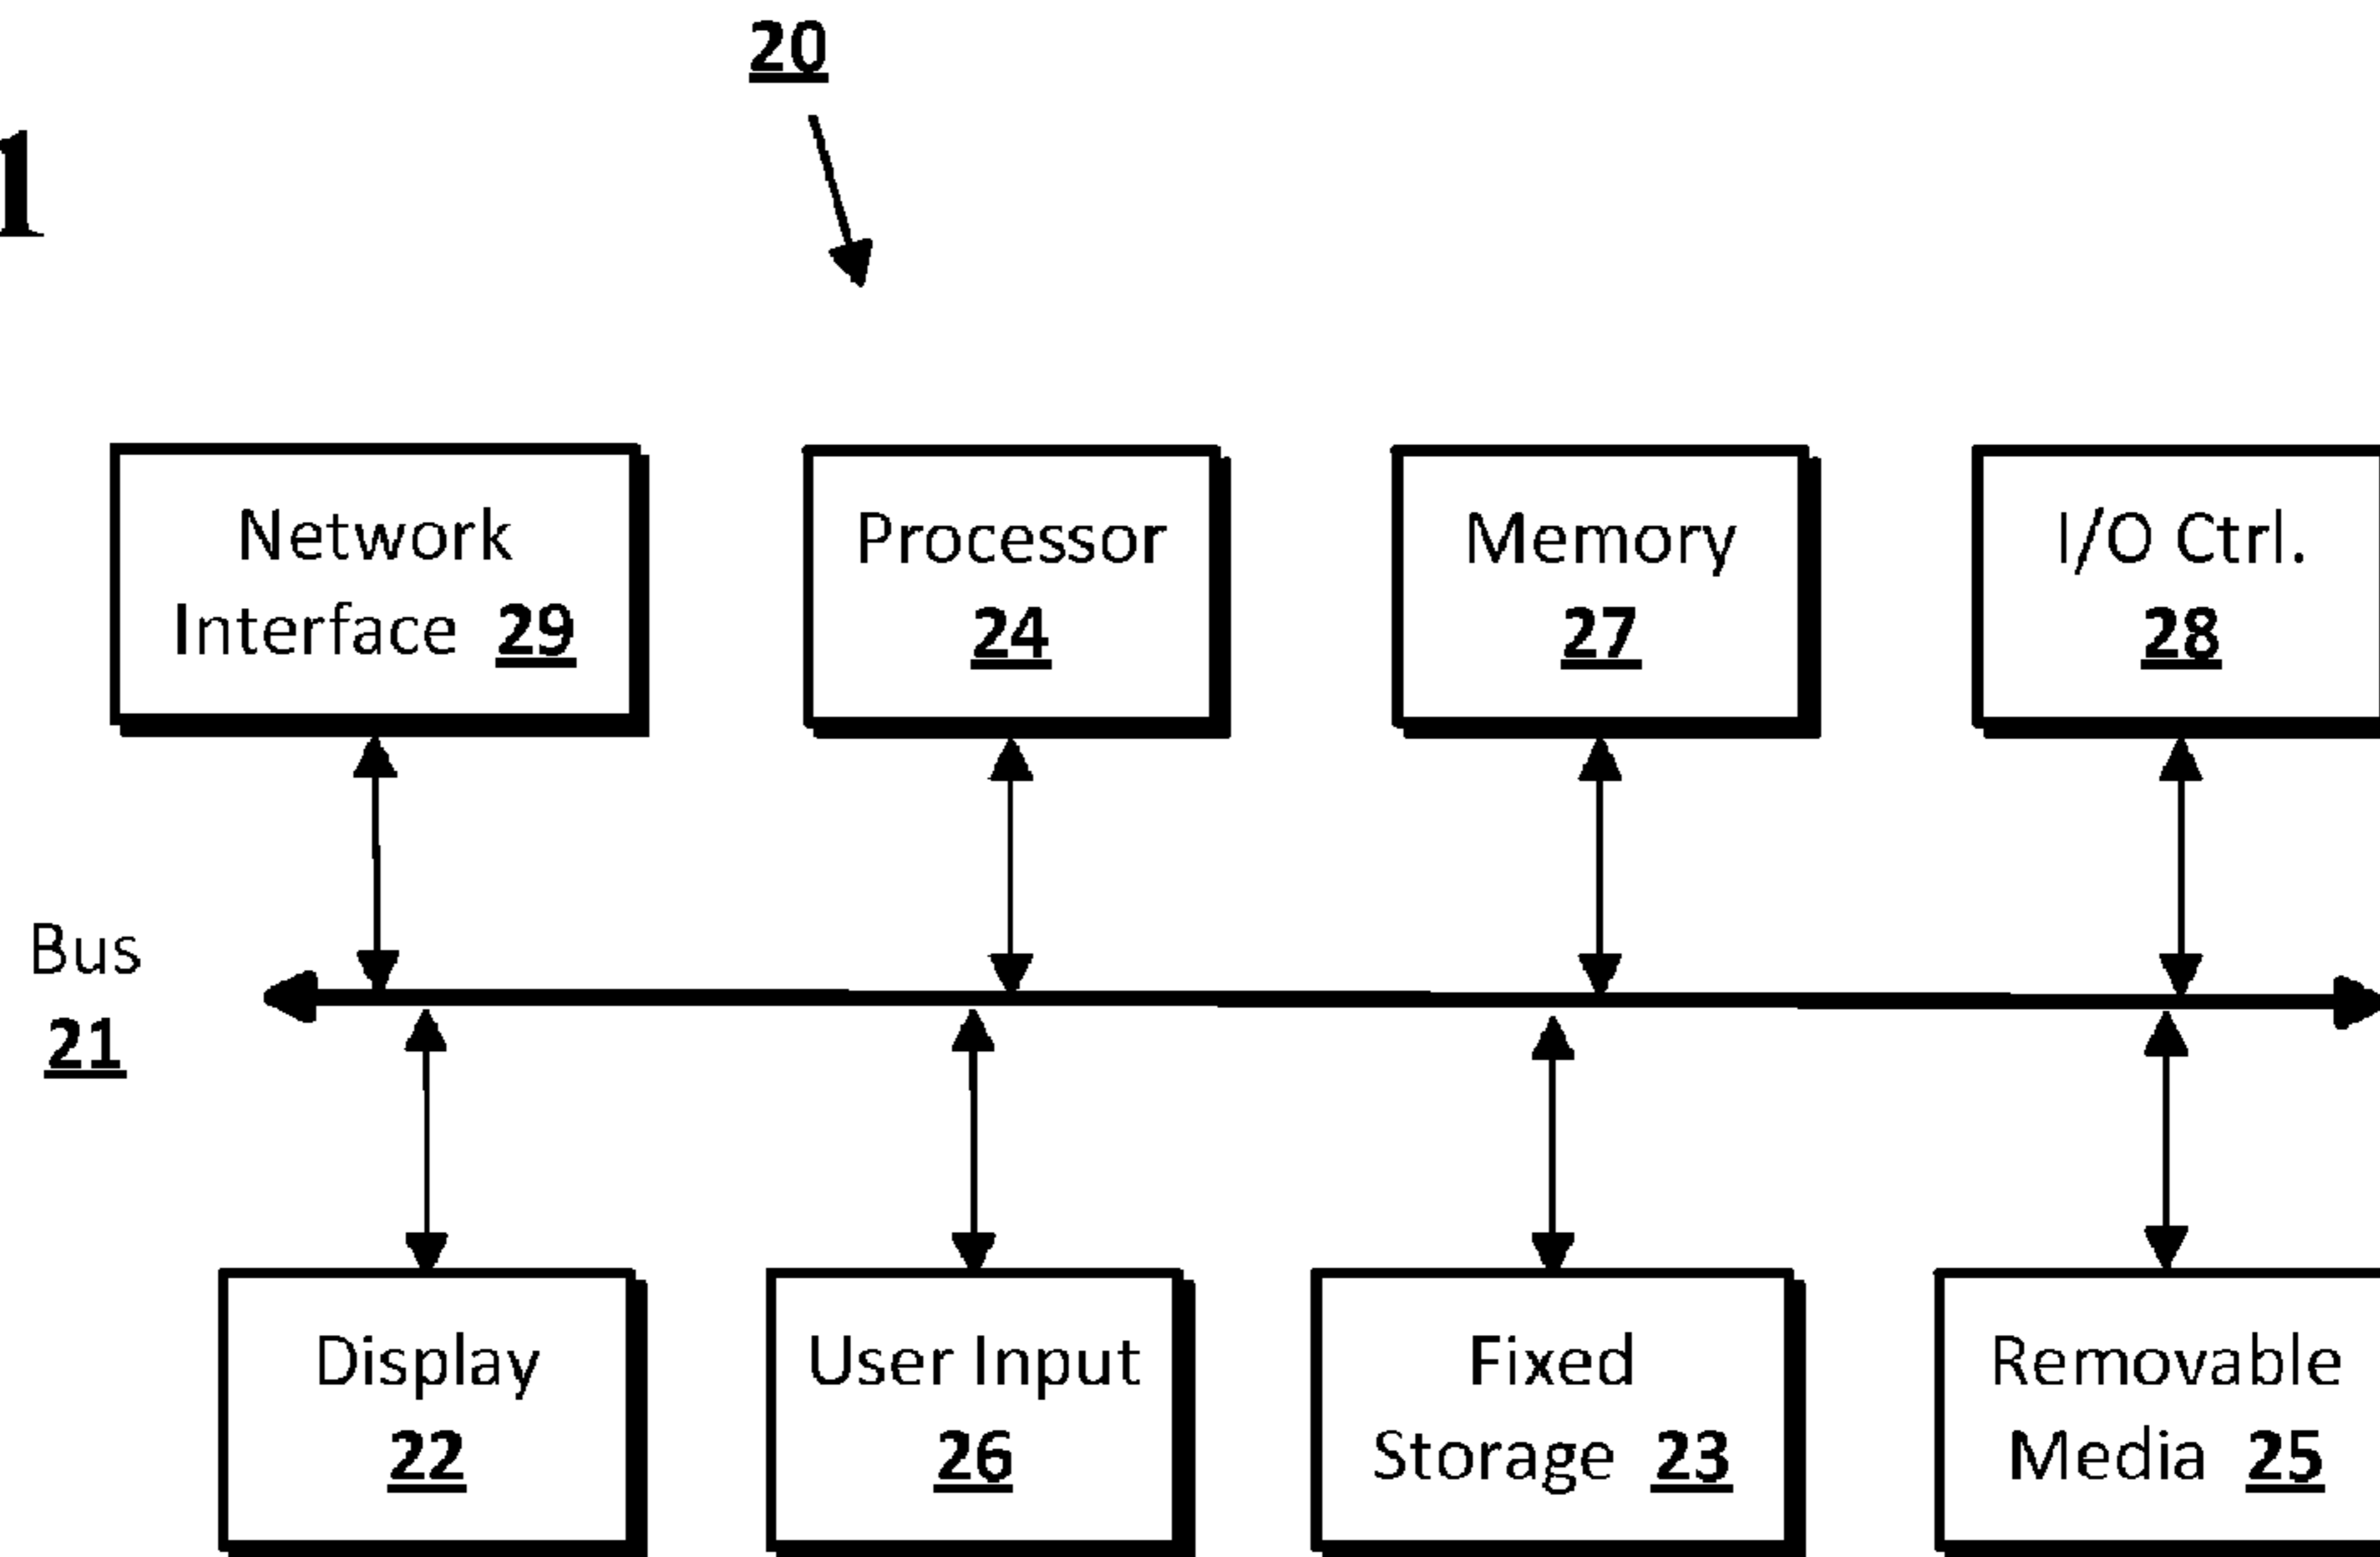 20
1
Network
Interface 29
Processor
24
Memory
27
I/O Ctrl.
28
Bus
21
Display
22
User Input
26
Fixed
Storage 23
Removable
Media 25